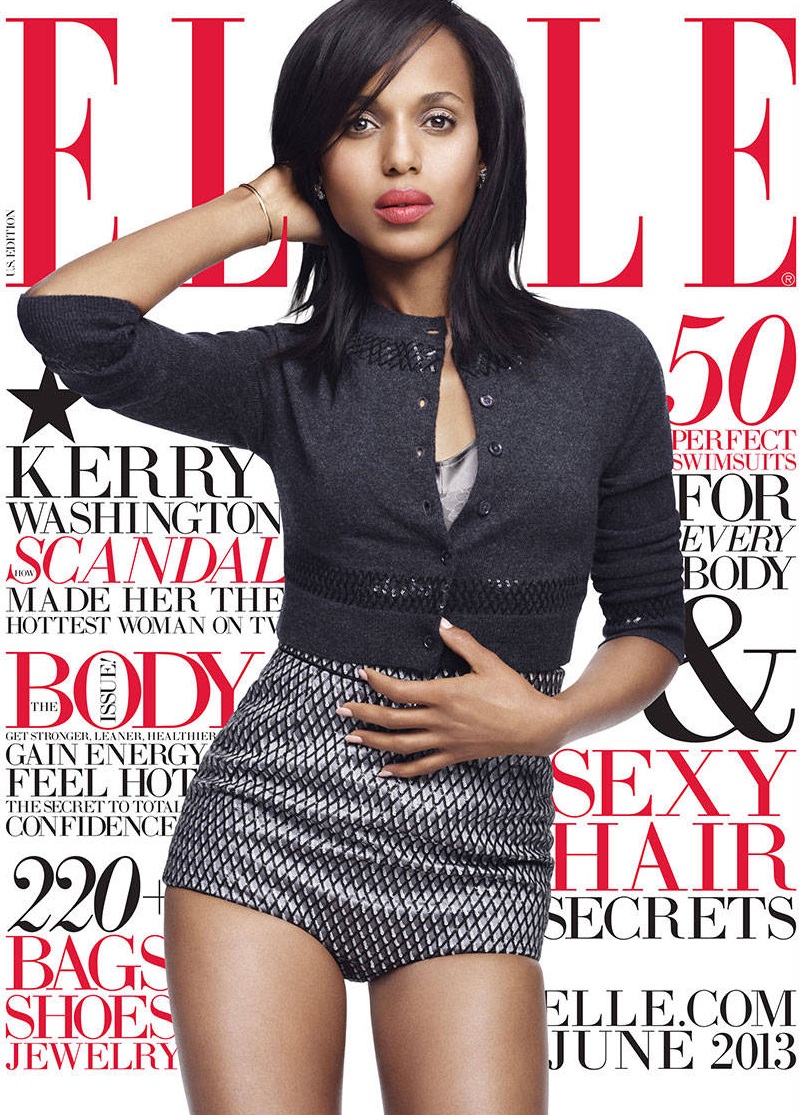 ELLE
U.S. EDITION
KERRY
WASHINGTON
HOW SCANDAL
MADE HER THE
HOTTEST WOMAN ON TV
THE BODY ISSUE!
GET STRONGER, LEANER, HEALTHIER
GAIN ENERGY
FEEL HOT
THE SECRET TO TOTAL
CONFIDENCE
220+
BAGS
SHOES
JEWELRY
50
PERFECT
SWIMSUITS
FOR
EVERY
BODY
&
SEXY
HAIR
SECRETS
ELLE.COM
JUNE 2013
®